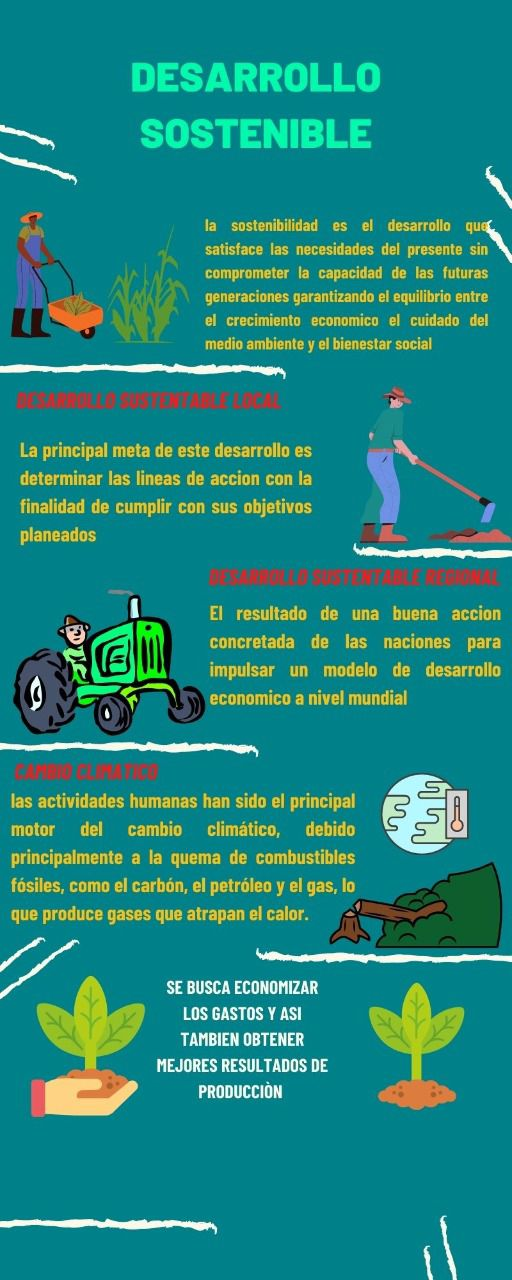 DESARROLLO
SOSTENIBLE
la sostenibilidad es el desarrollo que
satisface las necesidades del presente sin
comprometer la capacidad de las futuras
generaciones garantizando el equilibrio entre
el crecimiento economico el cuidado del
medio ambiente y el bienestar social
DESARROLLO SUSTENTABLE LOCAL
La principal meta de este desarrollo es
determinar las lineas de accion con la
finalidad de cumplir con sus objetivos
planeados
DESARROLLO SUSTENTABLE REGIONAL
El resultado de una buena accion
concretada de las naciones para
impulsar un modelo de desarrollo
economico a nivel mundial
CAMBIO CLIMATICO
las actividades humanas han sido el principal
motor del cambio climático, debido
principalmente a la quema de combustibles
fósiles, como el carbón, el petróleo y el gas, lo
que produce gases que atrapan el calor.
SE BUSCA ECONOMIZAR
LOS GASTOS Y ASI
TAMBIEN OBTENER
MEJORES RESULTADOS DE
PRODUCCIÒN